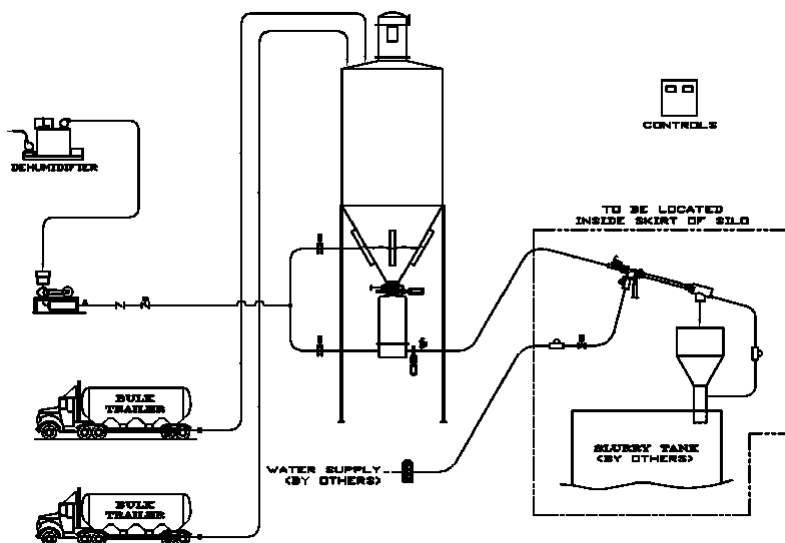 DEHUMIDIFIER
CONTROLS
TO BE LOCATED
INSIDE SKIRT OF SILO
BULK
TRAILER
WATER SUPPLY
(BY OTHERS)
SLURRY TANK
(BY OTHERS)
BULK
TRAILER